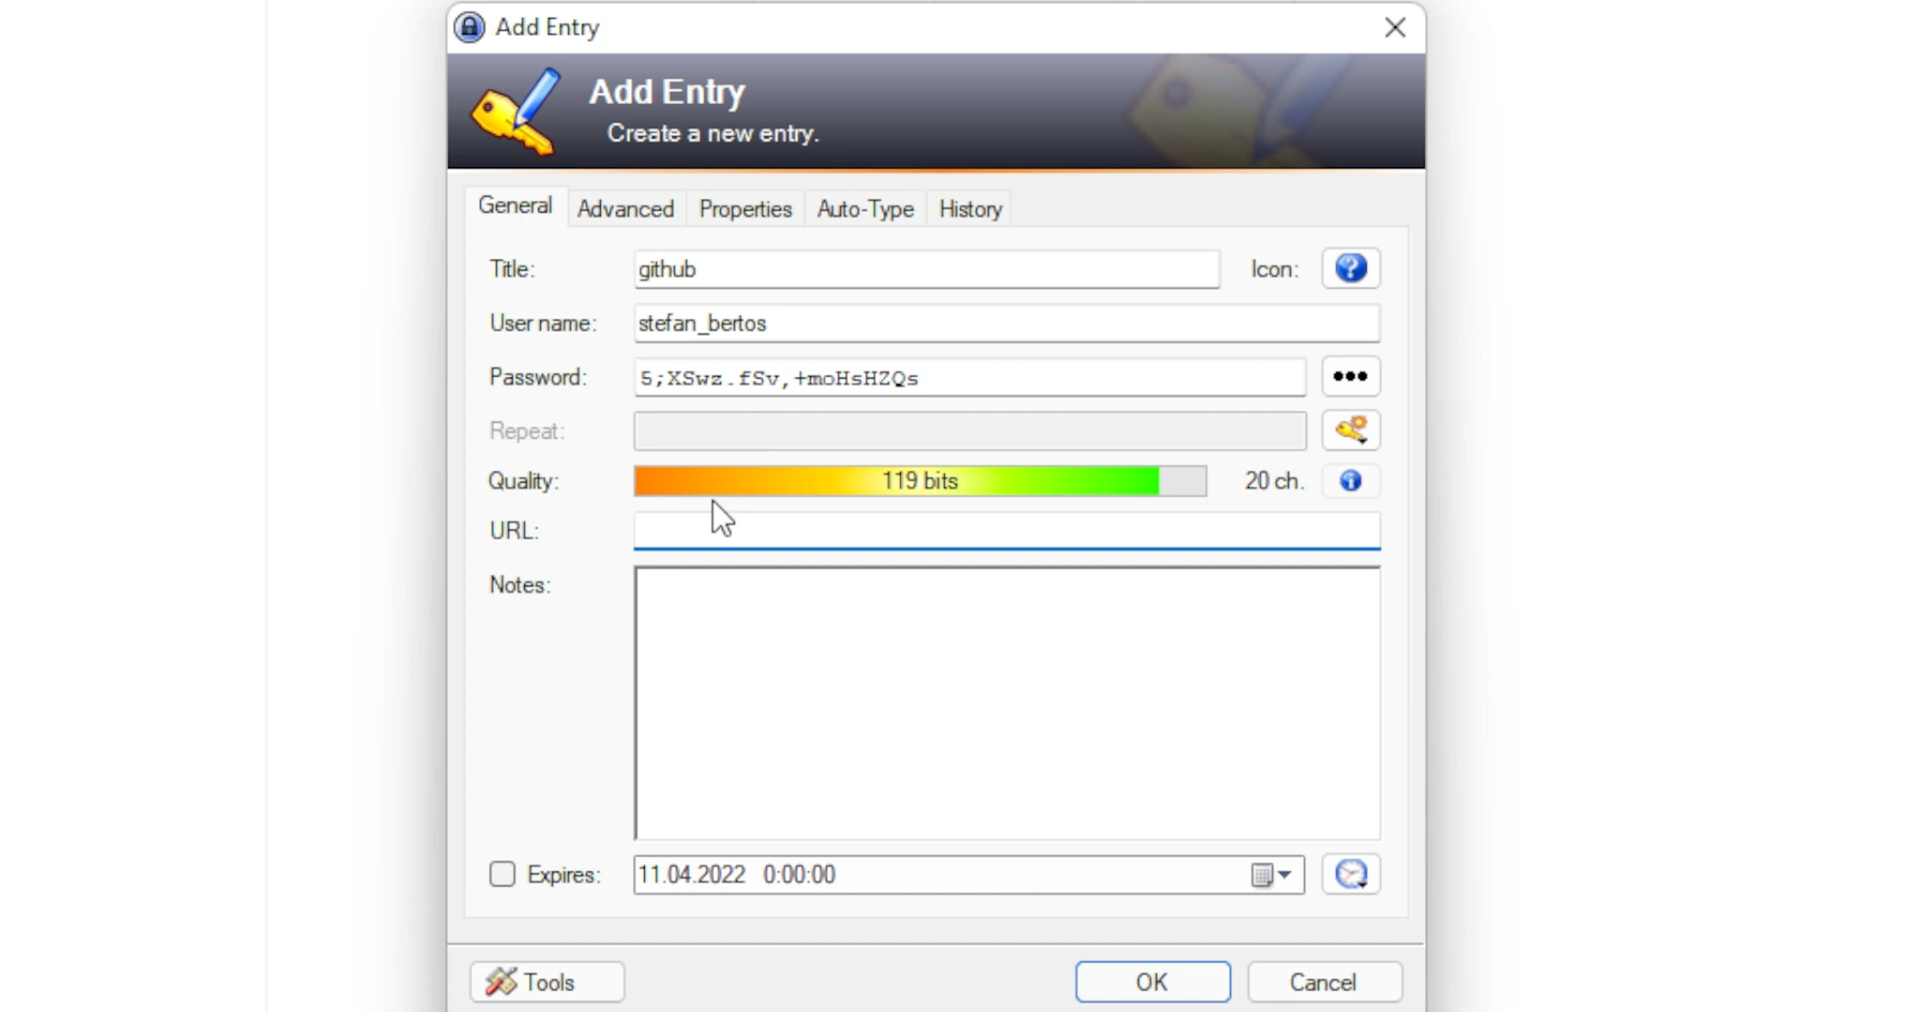 Add Entry
Add Entry
Create a new entry.
General Advanced Properties Auto-Type History
Title: github Icon:
User name: stefan_bertos
Password: 5;XSwz.fSv,+moHsHZQs
Repeat:
Quality: 119 bits 20 ch.
URL:
Notes:
Expires: 11.04.2022 0:00:00
Tools OK Cancel